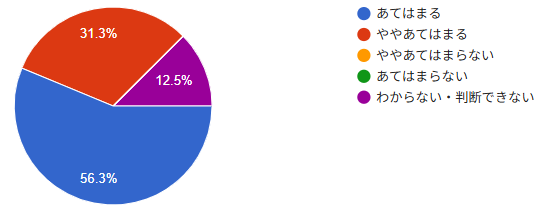 31.3%
12.5%
56.3%
あてはまる
ややあてはまる
ややあてはまらない
あてはまらない
わからない・判断できない